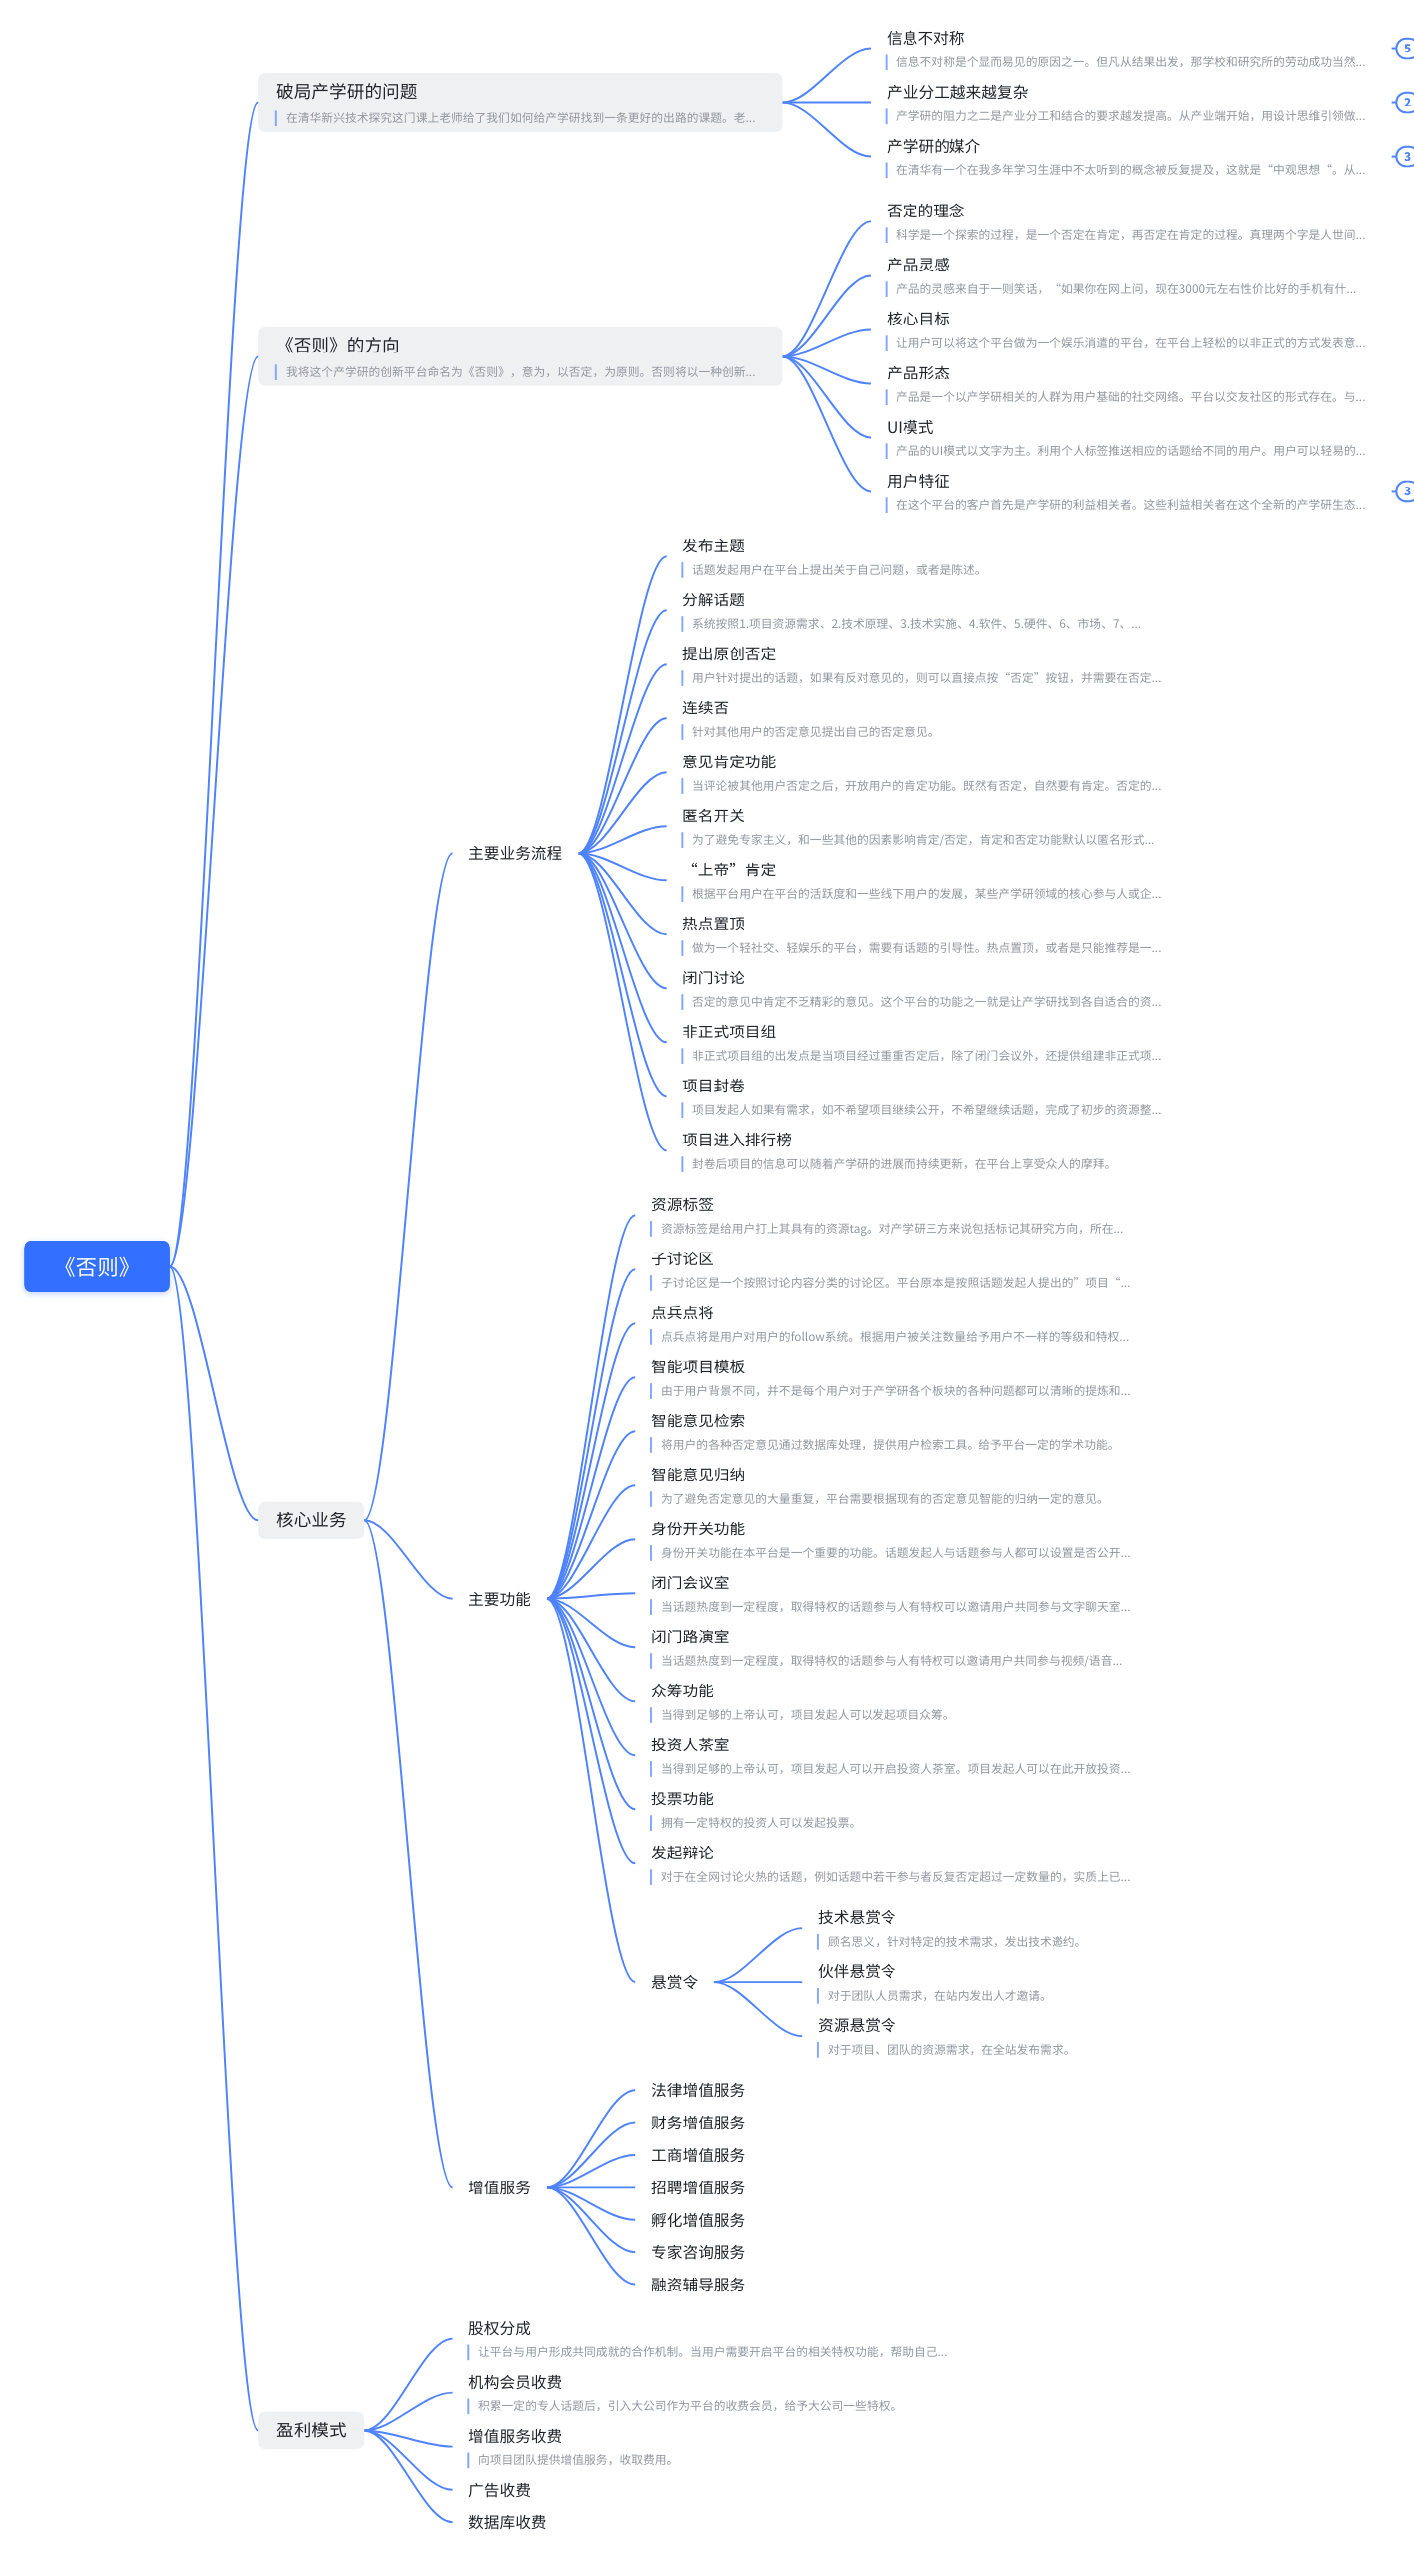 信息不对称
信息不对称是个显而易见的原因之一。但凡从结果出发，那学校和研究所的劳动成功当然...
5
破局产学研的问题
在清华新兴技术探究这门课上老师给了我们如何给产学研找到一条更好的出路的课题。老...
产业分工越来越复杂
产学研的阻力之二是产业分工和结合的要求越发提高。从产业端开始，用设计思维引领做...
2
产学研的媒介
在清华有一个在我多年学习生涯中不太听到的概念被反复提及，这就是“中观思想“。从...
3
否定的理念
科学是一个探索的过程，是一个否定在肯定，再否定在肯定的过程。真理两个字是人世间...
产品灵感
产品的灵感来自于一则笑话，“如果你在网上问，现在3000元左右性价比好的手机有什...
核心目标
让用户可以将这个平台做为一个娱乐消遣的平台，在平台上轻松的以非正式的方式发表意...
《否则》的方向
我将这个产学研的创新平台命名为《否则》，意为，以否定，为原则。否则将以一种创新...
产品形态
产品是一个以产学研相关的人群为用户基础的社交网络。平台以交友社区的形式存在。与...
UI模式
产品的UI模式以文字为主。利用个人标签推送相应的话题给不同的用户。用户可以轻易的...
用户特征
在这个平台的客户首先是产学研的利益相关者。这些利益相关者在这个全新的产学研生态...
3
发布主题
话题发起用户在平台上提出关于自己问题，或者是陈述。
分解话题
系统按照1.项目资源需求、2.技术原理、3.技术实施、4.软件、5.硬件、6、市场、7、...
提出原创否定
用户针对提出的话题，如果有反对意见的，则可以直接点按“否定”按钮，并需要在否定...
连续否
针对其他用户的否定意见提出自己的否定意见。
意见肯定功能
当评论被其他用户否定之后，开放用户的肯定功能。既然有否定，自然要有肯定。否定的...
匿名开关
为了避免专家主义，和一些其他的因素影响肯定/否定，肯定和否定功能默认以匿名形式...
主要业务流程
“上帝”肯定
根据平台用户在平台的活跃度和一些线下用户的发展，某些产学研领域的核心参与人或企...
热点置顶
做为一个轻社交、轻娱乐的平台，需要有话题的引导性。热点置顶，或者是只能推荐是一...
闭门讨论
否定的意见中肯定不乏精彩的意见。这个平台的功能之一就是让产学研找到各自适合的资...
非正式项目组
非正式项目组的出发点是当项目经过重重否定后，除了闭门会议外，还提供组建非正式项...
项目封卷
项目发起人如果有需求，如不希望项目继续公开，不希望继续话题，完成了初步的资源整...
项目进入排行榜
封卷后项目的信息可以随着产学研的进展而持续更新，在平台上享受众人的摩拜。
《否则》
资源标签
资源标签是给用户打上其具有的资源tag。对产学研三方来说包括标记其研究方向，所在...
子讨论区
子讨论区是一个按照讨论内容分类的讨论区。平台原本是按照话题发起人提出的”项目“...
点兵点将
点兵点将是用户对用户的follow系统。根据用户被关注数量给予用户不一样的等级和特权...
智能项目模板
由于用户背景不同，并不是每个用户对于产学研各个板块的各种问题都可以清晰的提炼和...
智能意见检索
将用户的各种否定意见通过数据库处理，提供用户检索工具。给予平台一定的学术功能。
智能意见归纳
为了避免否定意见的大量重复，平台需要根据现有的否定意见智能的归纳一定的意见。
核心业务
身份开关功能
身份开关功能在本平台是一个重要的功能。话题发起人与话题参与人都可以设置是否公开...
主要功能
闭门会议室
当话题热度到一定程度，取得特权的话题参与人有特权可以邀请用户共同参与文字聊天室...
闭门路演室
当话题热度到一定程度，取得特权的话题参与人有特权可以邀请用户共同参与视频/语音...
众筹功能
当得到足够的上帝认可，项目发起人可以发起项目众筹。
投资人茶室
当得到足够的上帝认可，项目发起人可以开启投资人茶室。项目发起人可以在此开放投资...
投票功能
拥有一定特权的投资人可以发起投票。
发起辩论
对于在全网讨论火热的话题，例如话题中若干参与者反复否定超过一定数量的，实质上已...
悬赏令
技术悬赏令
顾名思义，针对特定的技术需求，发出技术邀约。
伙伴悬赏令
对于团队人员需求，在站内发出人才邀请。
资源悬赏令
对于项目、团队的资源需求，在全站发布需求。
增值服务
法律增值服务
财务增值服务
工商增值服务
招聘增值服务
孵化增值服务
专家咨询服务
融资辅导服务
盈利模式
股权分成
让平台与用户形成共同成就的合作机制。当用户需要开启平台的相关特权功能，帮助自己...
机构会员收费
积累一定的专人话题后，引入大公司作为平台的收费会员，给予大公司一些特权。
增值服务收费
向项目团队提供增值服务，收取费用。
广告收费
数据库收费